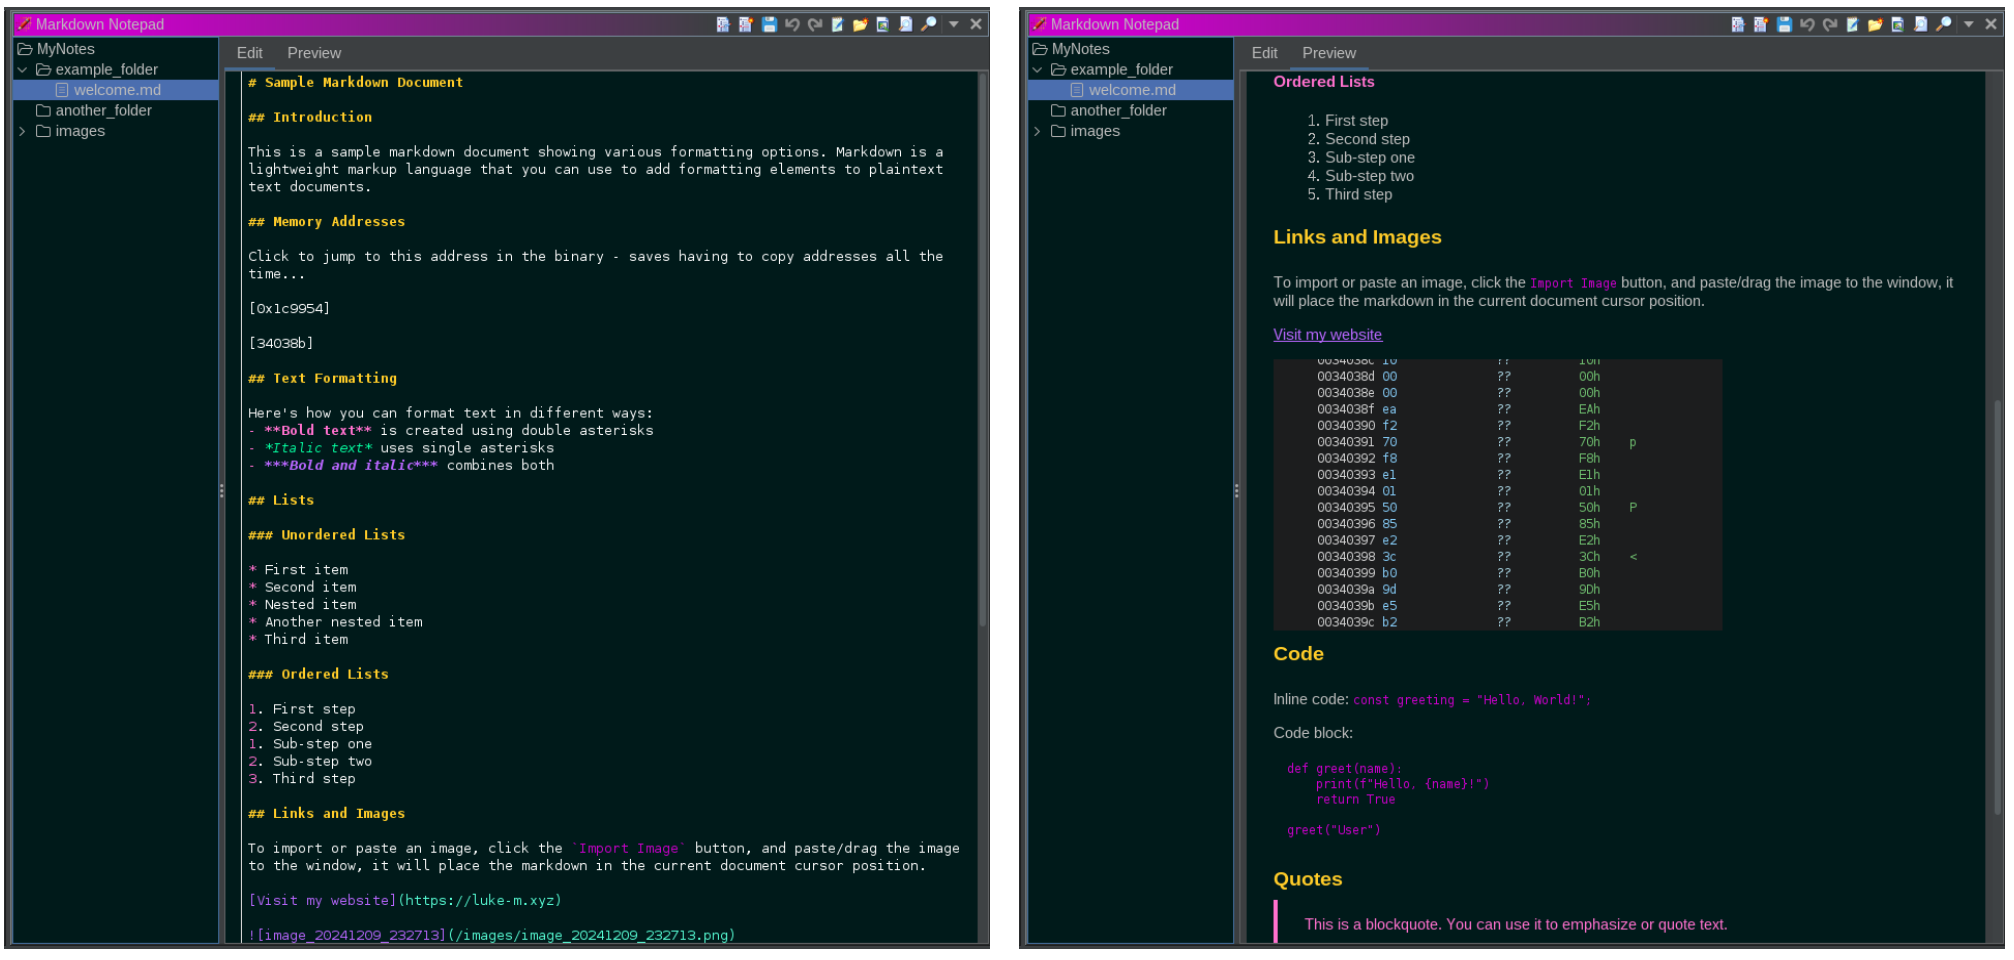 Markdown Notepad
MyNotes
example_folder
welcome.md
another_folder
images
Edit Preview
# Sample Markdown Document
## Introduction
This is a sample markdown document showing various formatting options. Markdown is a
lightweight markup language that you can use to add formatting elements to plaintext
text documents.
## Memory Addresses
Click to jump to this address in the binary - saves having to copy addresses all the
time...
[0x1c9954]
[34038b]
## Text Formatting
Here's how you can format text in different ways:
- **Bold text** is created using double asterisks
- *Italic text* uses single asterisks
- ***Bold and italic*** combines both
## Lists
### Unordered Lists
* First item
* Second item
* Nested item
* Another nested item
* Third item
### Ordered Lists
1. First step
2. Second step
1. Sub-step one
2. Sub-step two
3. Third step
## Links and Images
To import or paste an image, click the `Import Image` button, and paste/drag the image
to the window, it will place the markdown in the current document cursor position.
[Visit my website](https://luke-m.xyz)
![image_20241209_232713](/images/image_20241209_232713.png)
Markdown Notepad
MyNotes
example_folder
welcome.md
another_folder
images
Edit Preview
Ordered Lists
1. First step
2. Second step
3. Sub-step one
4. Sub-step two
5. Third step
Links and Images
To import or paste an image, click the Import Image button, and paste/drag the image to the window, it
will place the markdown in the current document cursor position.
Visit my website
0034038c f0 ?? f0h
0034038d 00 ?? 00h
0034038e 00 ?? 00h
0034038f ea ?? EAh
00340390 f2 ?? F2h
00340391 70 ?? 70h p
00340392 f8 ?? F8h
00340393 e1 ?? E1h
00340394 01 ?? 01h
00340395 50 ?? 50h P
00340396 85 ?? 85h
00340397 e2 ?? E2h
00340398 3c ?? 3Ch <
00340399 b0 ?? B0h
0034039a 9d ?? 9Dh
0034039b e5 ?? E5h
0034039c b2 ?? B2h
Code
Inline code: const greeting = "Hello, World!";
Code block:
def greet(name):
print(f"Hello, {name}!")
return True
greet("User")
Quotes
This is a blockquote. You can use it to emphasize or quote text.